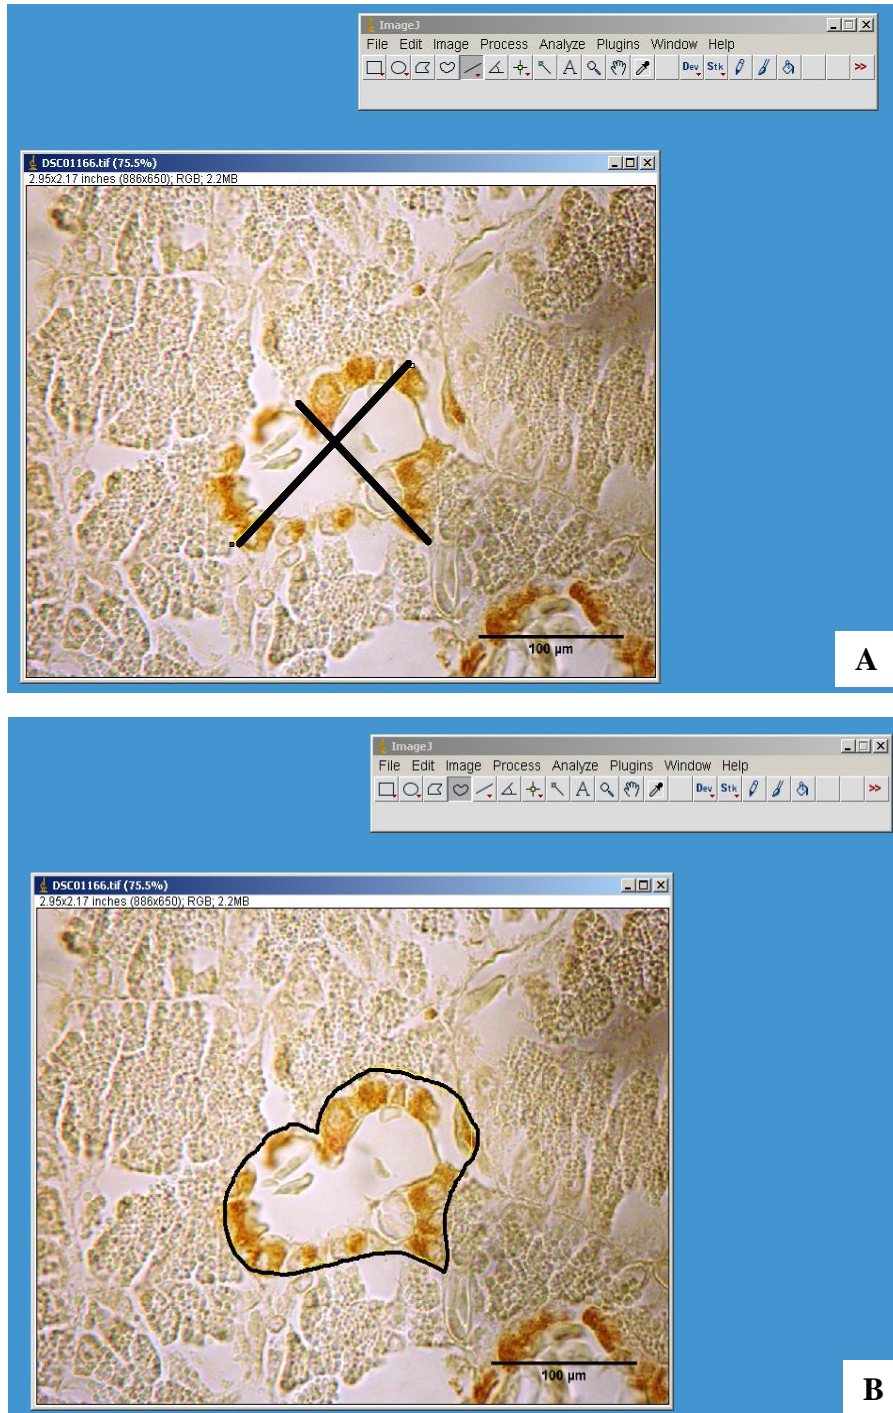 ImageJ
File Edit Image Process Analyze Plugins Window Help
A Dev Stk >>
DSC01166.tif (75.5%)
2.95x2.17 inches (886x650); RGB; 2.2MB
100 µm
A
ImageJ
File Edit Image Process Analyze Plugins Window Help
A Dev Stk >>
DSC01166.tif (75.5%)
2.95x2.17 inches (886x650); RGB; 2.2MB
100 µm
B